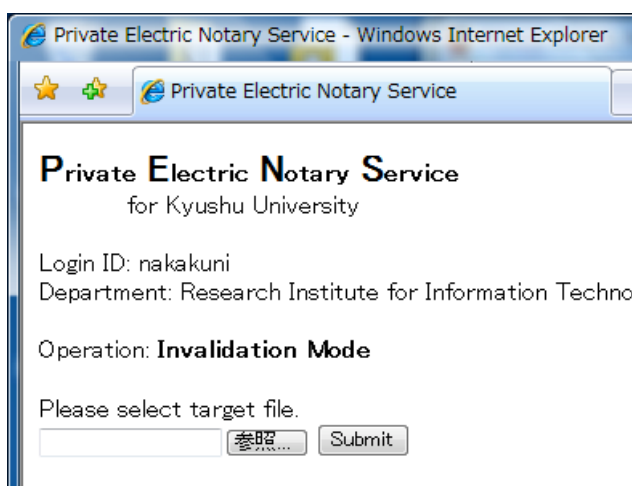 Private Electric Notary Service - Windows Internet Explorer
Private Electric Notary Service
Private Electric Notary Service
for Kyushu University
Login ID: nakakuni
Department: Research Institute for Information Techno
Operation: Invalidation Mode
Please select target file.
参照... Submit